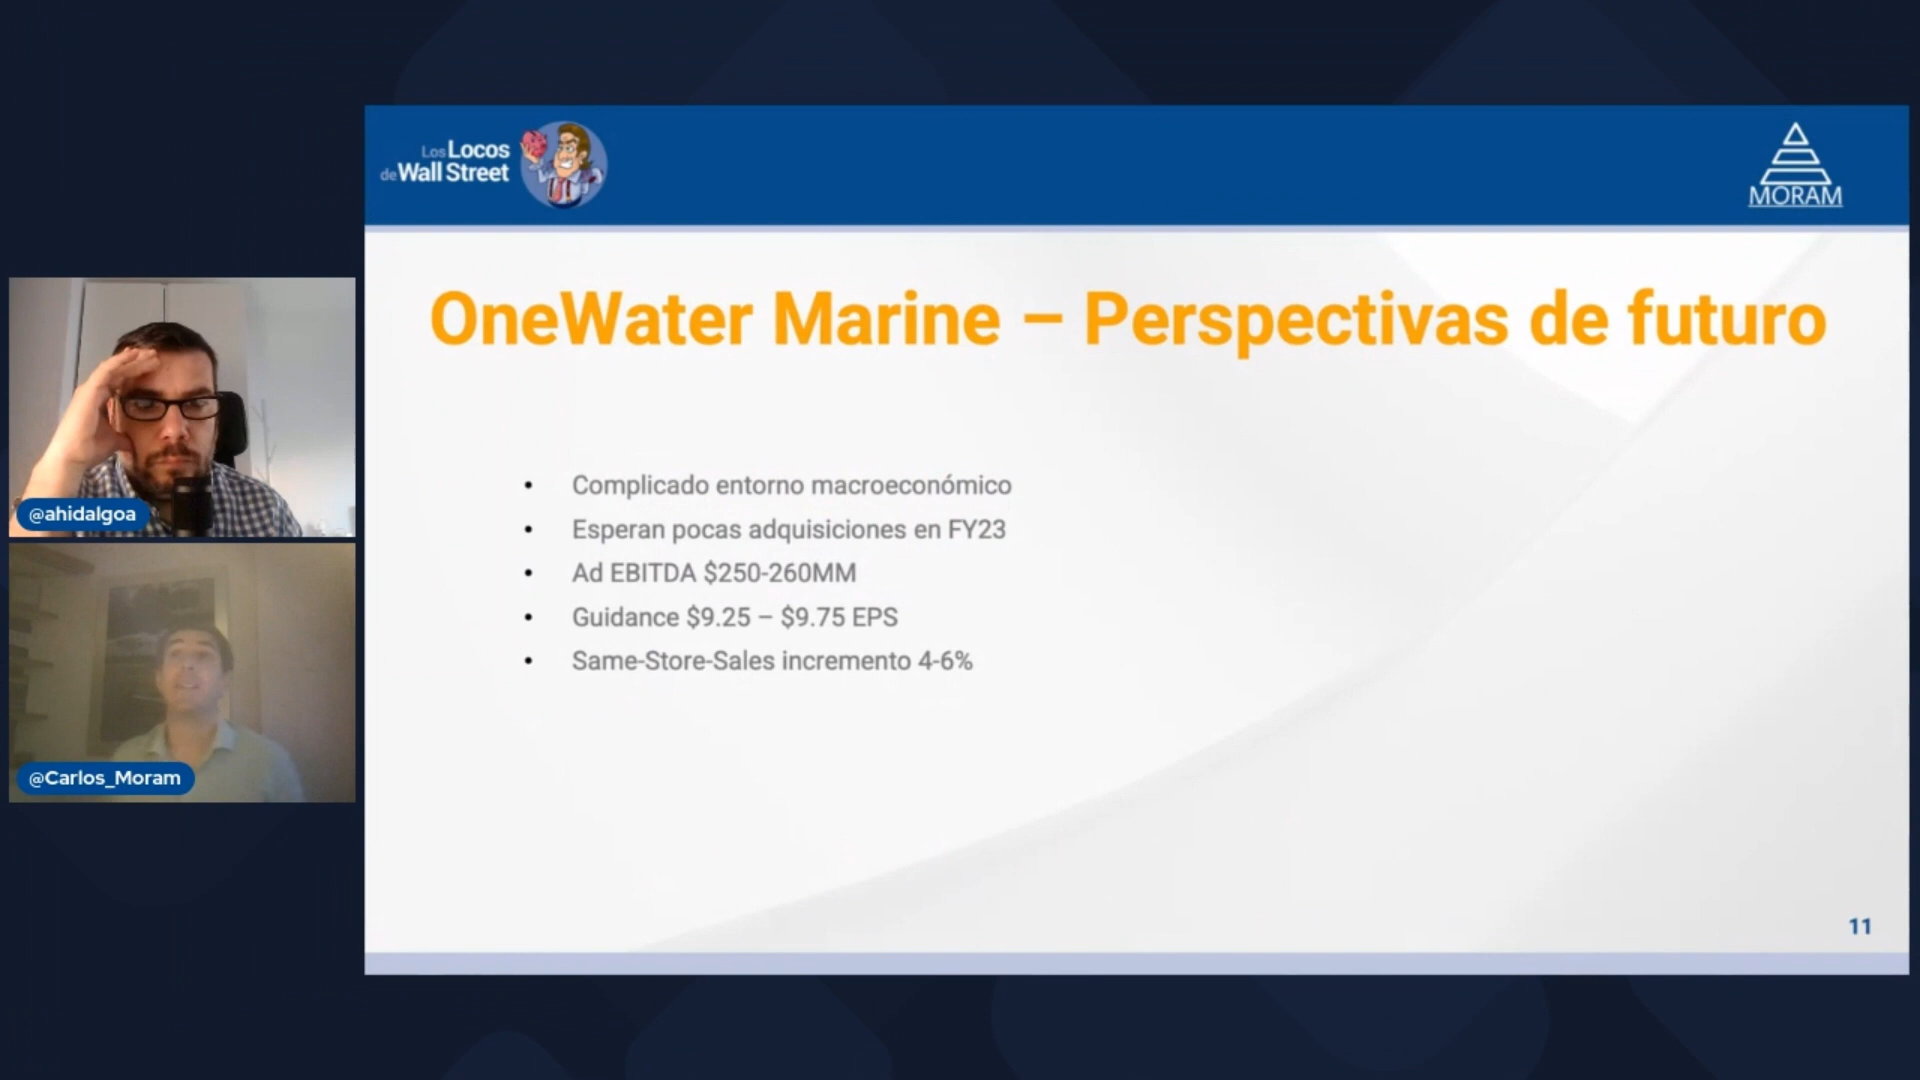 Los Locos
de Wall Street
MORAM
OneWater Marine – Perspectivas de futuro
• Complicado entorno macroeconómico
• Esperan pocas adquisiciones en FY23
• Ad EBITDA $250-260MM
• Guidance $9.25 – $9.75 EPS
• Same-Store-Sales incremento 4-6%
@ahidalgoa
@Carlos_Moram
11